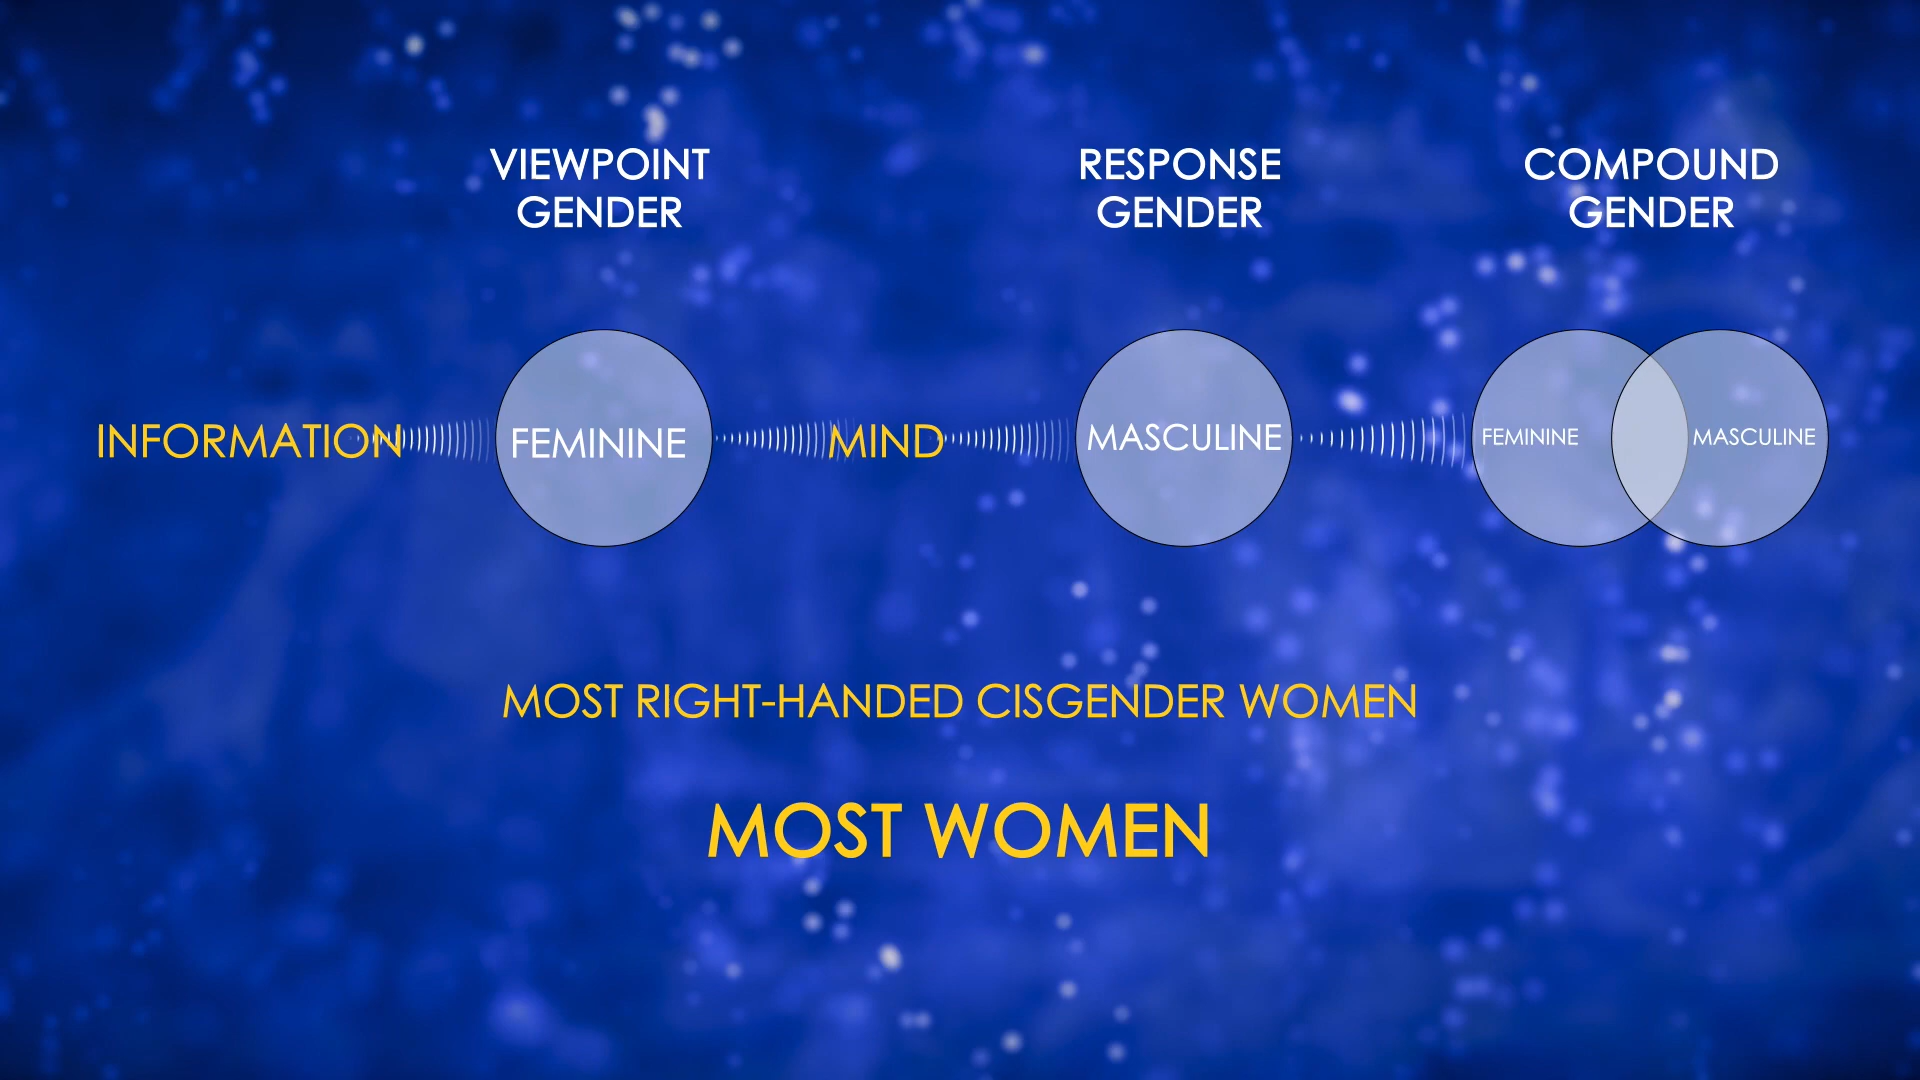 VIEWPOINT
GENDER
RESPONSE
GENDER
COMPOUND
GENDER
INFORMATION
FEMININE
MIND
MASCULINE
FEMININE
MASCULINE
MOST RIGHT-HANDED CISGENDER WOMEN
MOST WOMEN